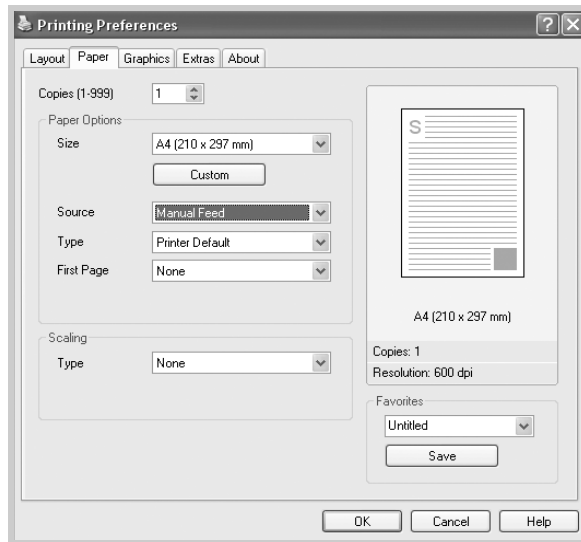 Printing Preferences
Layout Paper Graphics Extras About
Copies (1-999) 1
Paper Options
Size A4 (210 x 297 mm)
Custom
Source Manual Feed
Type Printer Default
First Page None
Scaling
Type None
S
A4 (210 x 297 mm)
Copies: 1
Resolution: 600 dpi
Favorites
Untitled
Save
OK Cancel Help